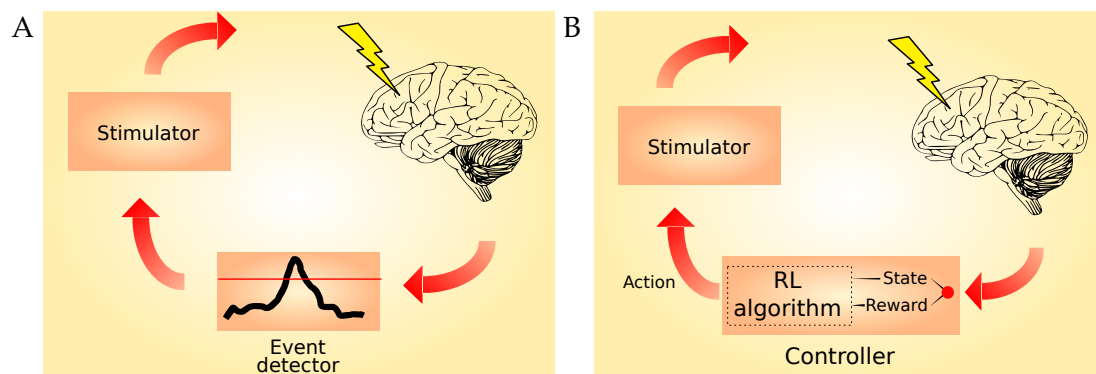 A
Stimulator
Event
detector
B
Stimulator
Action
RL
algorithm
State
Reward
Controller